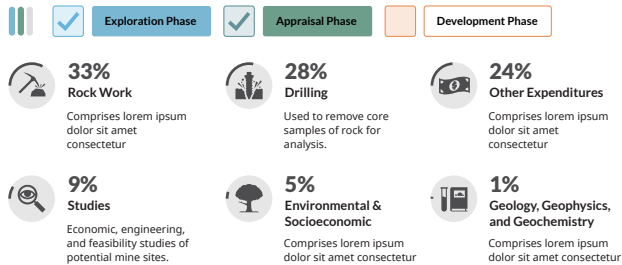 Exploration Phase
Appraisal Phase
Development Phase
33%
Rock Work
Comprises lorem ipsum
dolor sit amet
consectetur
28%
Drilling
Used to remove core
samples of rock for
analysis.
24%
Other Expenditures
Comprises lorem ipsum
dolor sit amet
consectetur
9%
Studies
Economic, engineering,
and feasibility studies of
potential mine sites.
5%
Environmental &
Socioeconomic
Comprises lorem ipsum
dolor sit amet consectetur
1%
Geology, Geophysics,
and Geochemistry
Comprises lorem ipsum
dolor sit amet consectetur